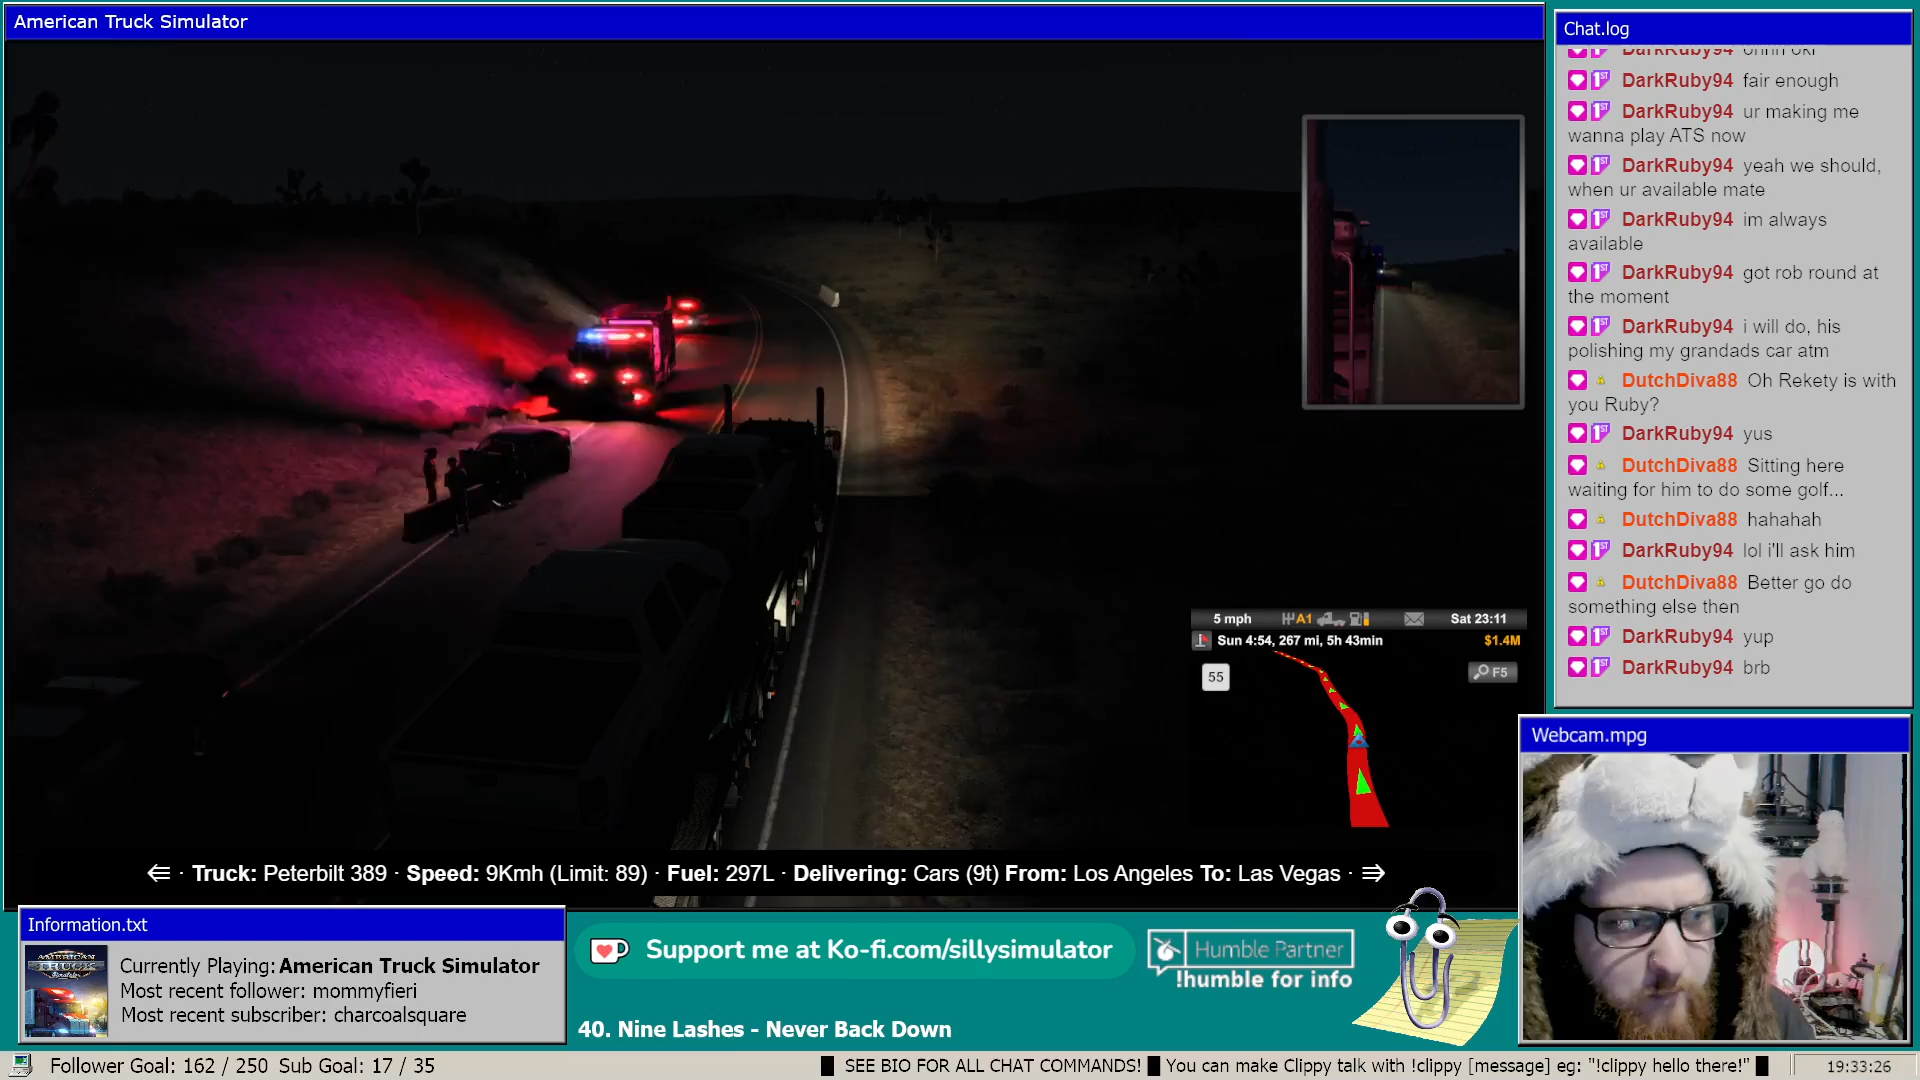 American Truck Simulator
5 mph
A1
Sat 23:11
Sun 4:54, 267 mi, 5h 43min
$1.4M
55
F5
⇐ · Truck: Peterbilt 389 · Speed: 9Kmh (Limit: 89) · Fuel: 297L · Delivering: Cars (9t) From: Los Angeles To: Las Vegas · ⇒
Chat.log
DarkRuby94 ohhh oki
DarkRuby94 fair enough
DarkRuby94 ur making me
wanna play ATS now
DarkRuby94 yeah we should,
when ur available mate
DarkRuby94 im always
available
DarkRuby94 got rob round at
the moment
DarkRuby94 i will do, his
polishing my grandads car atm
DutchDiva88 Oh Rekety is with
you Ruby?
DarkRuby94 yus
DutchDiva88 Sitting here
waiting for him to do some golf...
DutchDiva88 hahahah
DarkRuby94 lol i'll ask him
DutchDiva88 Better go do
something else then
DarkRuby94 yup
DarkRuby94 brb
Webcam.mpg
Information.txt
AMERICAN
TRUCK
Simulator
Currently Playing: American Truck Simulator
Most recent follower: mommyfieri
Most recent subscriber: charcoalsquare
Support me at Ko-fi.com/sillysimulator
Humble Partner
!humble for info
40. Nine Lashes - Never Back Down
Follower Goal: 162 / 250 Sub Goal: 17 / 35
SEE BIO FOR ALL CHAT COMMANDS! You can make Clippy talk with !clippy [message] eg: "!clippy hello there!"
19:33:26